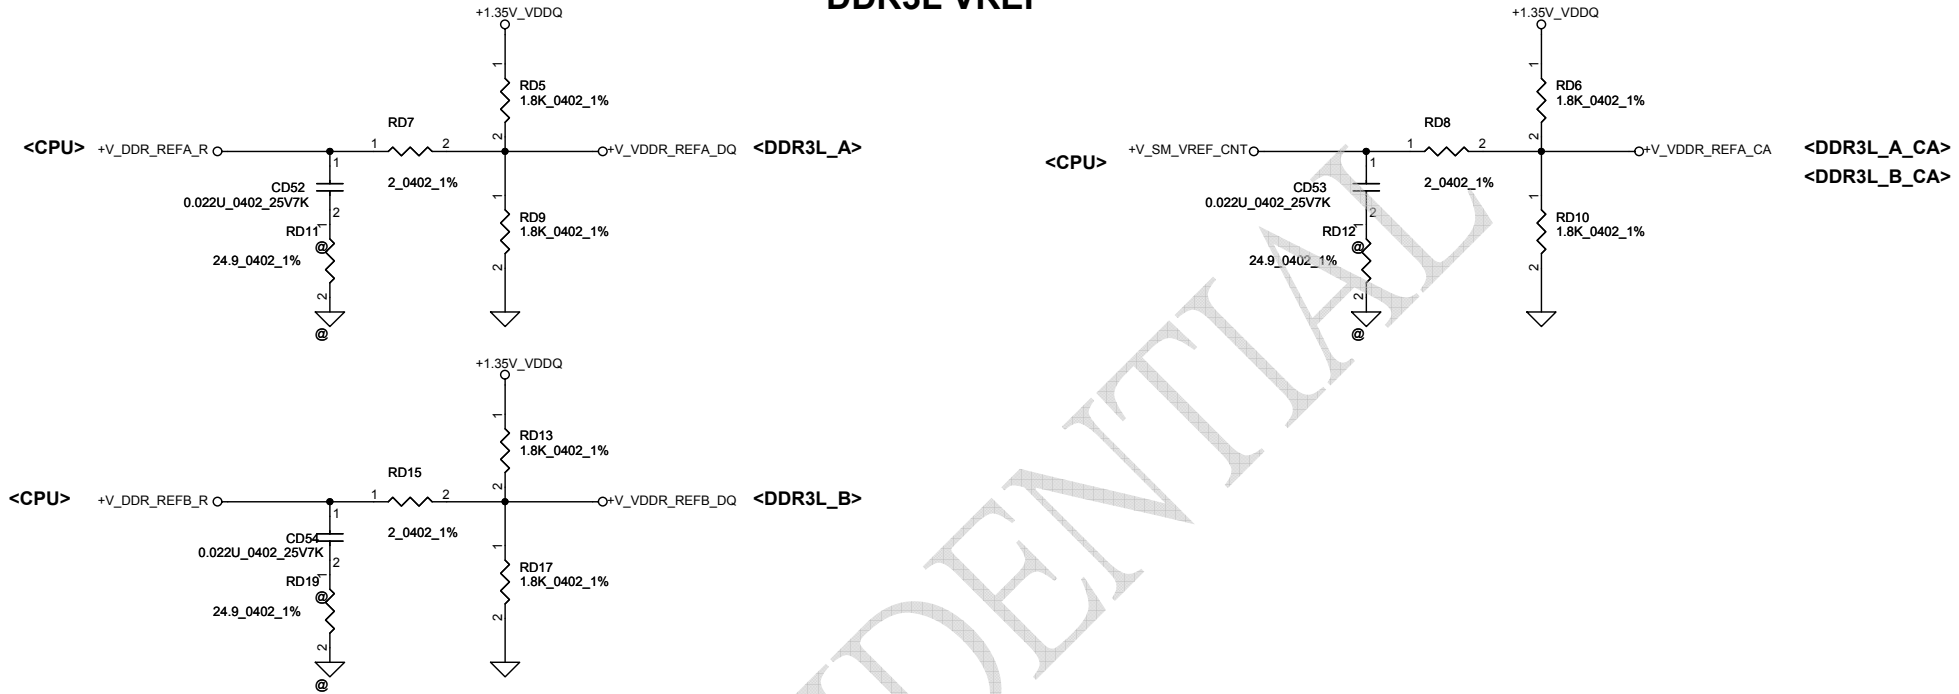 DDR3L VREF
+1.35V_VDDQ
1
RD5
1.8K_0402_1%
2
RD7
<CPU> +V_DDR_REFA_R 1 2 +V_VDDR_REFA_DQ <DDR3L_A>
1
CD52 2_0402_1%
0.022U_0402_25V7K
2
1
RD9
1.8K_0402_1%
2
RD11 1
@
24.9_0402_1%
2
@
+1.35V_VDDQ
1
RD6
1.8K_0402_1%
2
RD8
<CPU> +V_SM_VREF_CNT 1 2 +V_VDDR_REFA_CA <DDR3L_A_CA>
<DDR3L_B_CA>
1
CD53 2_0402_1%
0.022U_0402_25V7K
2
1
RD10
1.8K_0402_1%
2
RD12 1
@
24.9_0402_1%
2
@
+1.35V_VDDQ
1
RD13
1.8K_0402_1%
2
RD15
<CPU> +V_DDR_REFB_R 1 2 +V_VDDR_REFB_DQ <DDR3L_B>
1
CD54 2_0402_1%
0.022U_0402_25V7K
2
1
RD17
1.8K_0402_1%
2
RD19 1
@
24.9_0402_1%
2
@
IDENTIAL